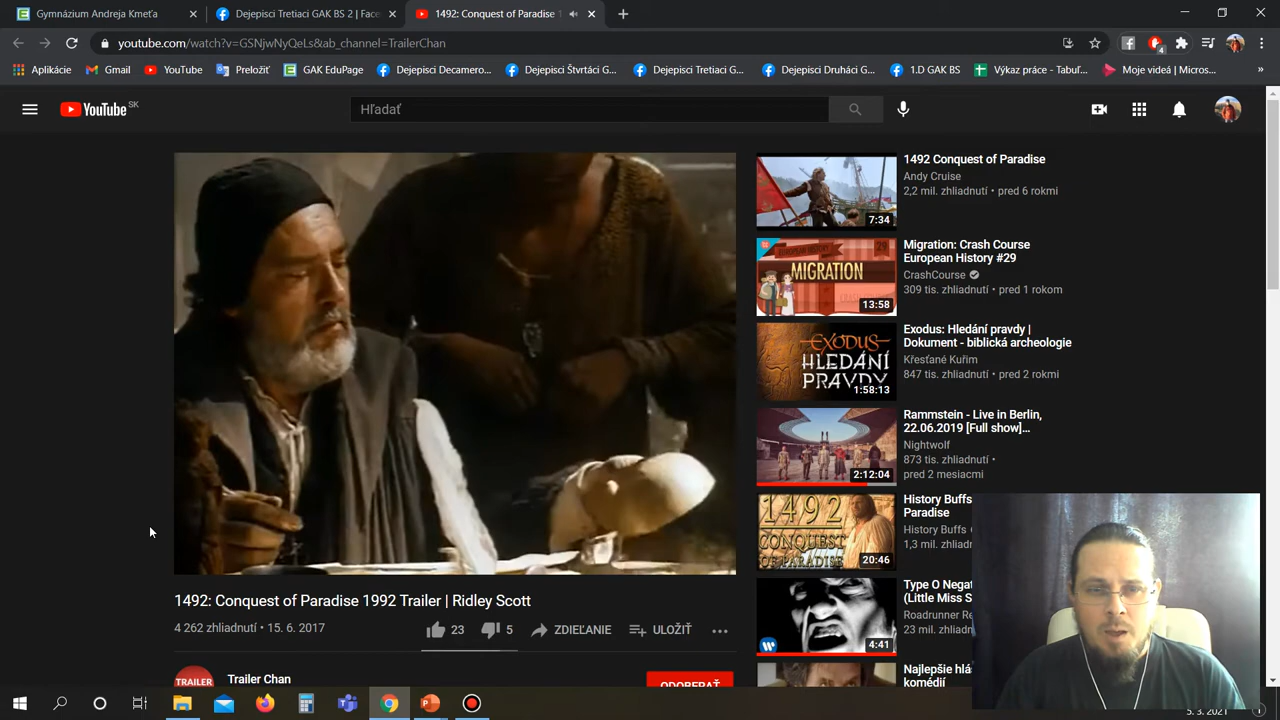 Gymnázium Andreja Kmeťa
Dejepisci Tretiaci GAK BS 2 | Face
1492: Conquest of Paradise 1
youtube.com/watch?v=GSNjwNyQeLs&ab_channel=TrailerChan
4
Aplikácie
Gmail
YouTube
Preložiť
GAK EduPage
Dejepisci Decamero...
Dejepisci Štvrtáci G...
Dejepisci Tretiaci G...
Dejepisci Druháci G...
1.D GAK BS
Výkaz práce - Tabuľ...
Moje videá | Micros...
»
YouTube SK
Hľadať
1492 Conquest of Paradise
Andy Cruise
2,2 mil. zhliadnutí • pred 6 rokmi
7:34
Migration: Crash Course
European History #29
CrashCourse
309 tis. zhliadnutí • pred 1 rokom
29
MIGRATION
13:58
Exodus: Hledání pravdy |
Dokument - biblická archeologie
Křesťané Kuřim
847 tis. zhliadnutí • pred 2 rokmi
EXODUS
HLEDÁNÍ
PRAVDY
1:58:13
Rammstein - Live in Berlin,
22.06.2019 [Full show]...
Nightwolf
873 tis. zhliadnutí •
pred 2 mesiacmi
2:12:04
History Buffs
Paradise
History Buffs
1,3 mil. zhliadnutí
1492
CONQUEST
OF PARADISE
20:46
Type O Negat
(Little Miss S
Roadrunner Re
23 mil. zhliadnutí
4:41
Najlepšie hlá
komédií
1492: Conquest of Paradise 1992 Trailer | Ridley Scott
4 262 zhliadnutí • 15. 6. 2017
23
5
ZDIEĽANIE
ULOŽIŤ
TRAILER
Trailer Chan
ODOBERAŤ
5. 3. 2021
1